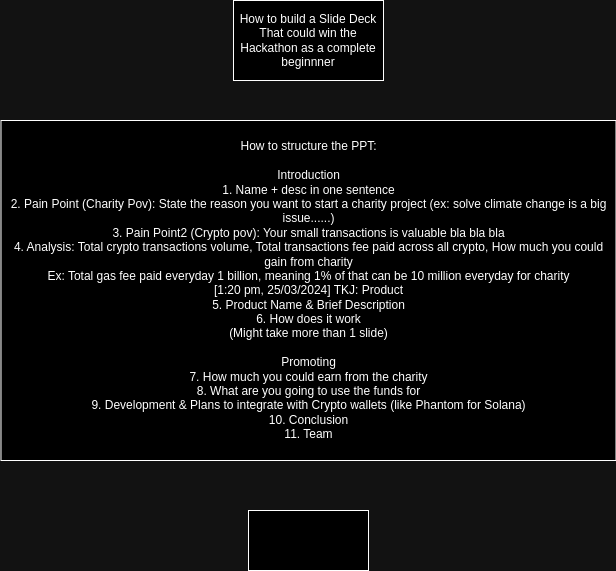 How to build a Slide Deck
That could win the
Hackathon as a complete
beginnner
How to structure the PPT:
Introduction
1. Name + desc in one sentence
2. Pain Point (Charity Pov): State the reason you want to start a charity project (ex: solve climate change is a big
issue......)
3. Pain Point2 (Crypto pov): Your small transactions is valuable bla bla bla
4. Analysis: Total crypto transactions volume, Total transactions fee paid across all crypto, How much you could
gain from charity
Ex: Total gas fee paid everyday 1 billion, meaning 1% of that can be 10 million everyday for charity
[1:20 pm, 25/03/2024] TKJ: Product
5. Product Name & Brief Description
6. How does it work
(Might take more than 1 slide)
Promoting
7. How much you could earn from the charity
8. What are you going to use the funds for
9. Development & Plans to integrate with Crypto wallets (like Phantom for Solana)
10. Conclusion
11. Team